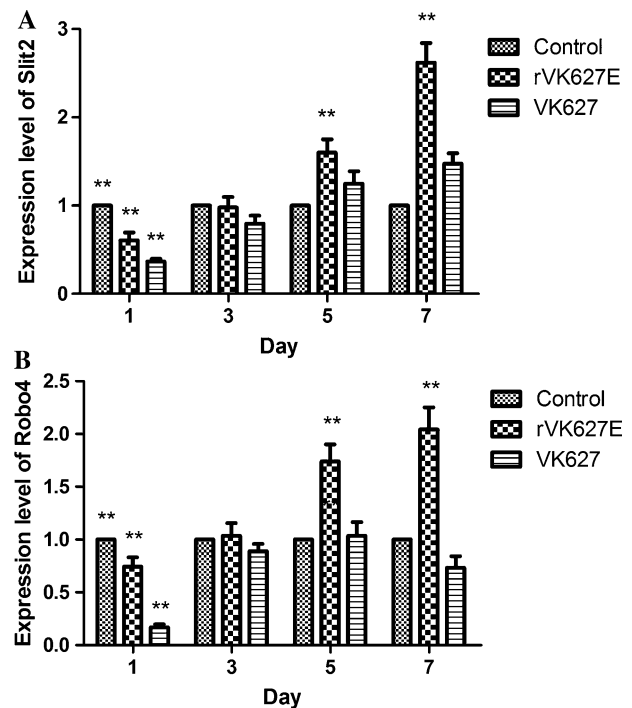 A
Expression level of Slit2
3
2
1
0
**
**
**
**
**
1
3
5
7
Day
Control
rVK627E
VK627
B
Expression level of Robo4
2.5
2.0
1.5
1.0
0.5
0.0
**
**
**
**
**
**
1
3
5
7
Day
Control
rVK627E
VK627